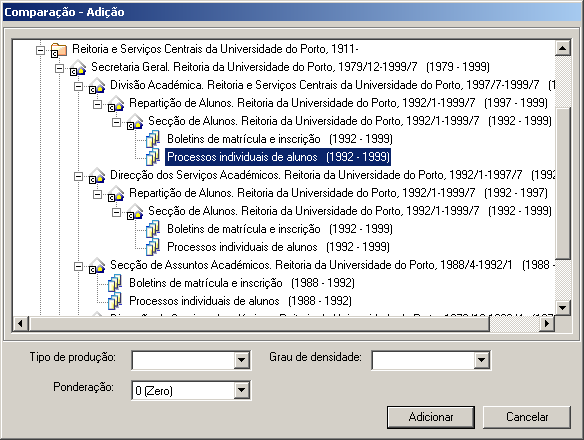 Comparação - Adição
Reitoria e Serviços Centrais da Universidade do Porto, 1911-
Secretaria Geral. Reitoria da Universidade do Porto, 1979/12-1999/7 (1979 - 1999)
Divisão Académica. Reitoria e Serviços Centrais da Universidade do Porto, 1997/7-1999/7 (1
Repartição de Alunos. Reitoria da Universidade do Porto, 1992/1-1999/7 (1997 - 1999)
Secção de Alunos. Reitoria da Universidade do Porto, 1992/1-1999/7 (1992 - 1999)
Boletins de matrícula e inscrição (1992 - 1999)
Processos individuais de alunos (1992 - 1999)
Direcção dos Serviços Académicos. Reitoria da Universidade do Porto, 1992/1-1997/7 (1992
Repartição de Alunos. Reitoria da Universidade do Porto, 1992/1-1999/7 (1992 - 1997)
Secção de Alunos. Reitoria da Universidade do Porto, 1992/1-1999/7 (1992 - 1999)
Boletins de matrícula e inscrição (1992 - 1999)
Processos individuais de alunos (1992 - 1999)
Secção de Assuntos Académicos. Reitoria da Universidade do Porto, 1988/4-1992/1 (1988 -
Boletins de matrícula e inscrição (1988 - 1992)
Processos individuais de alunos (1988 - 1992)
Tipo de produção: Grau de densidade:
Ponderação: 0 (Zero)
Adicionar Cancelar